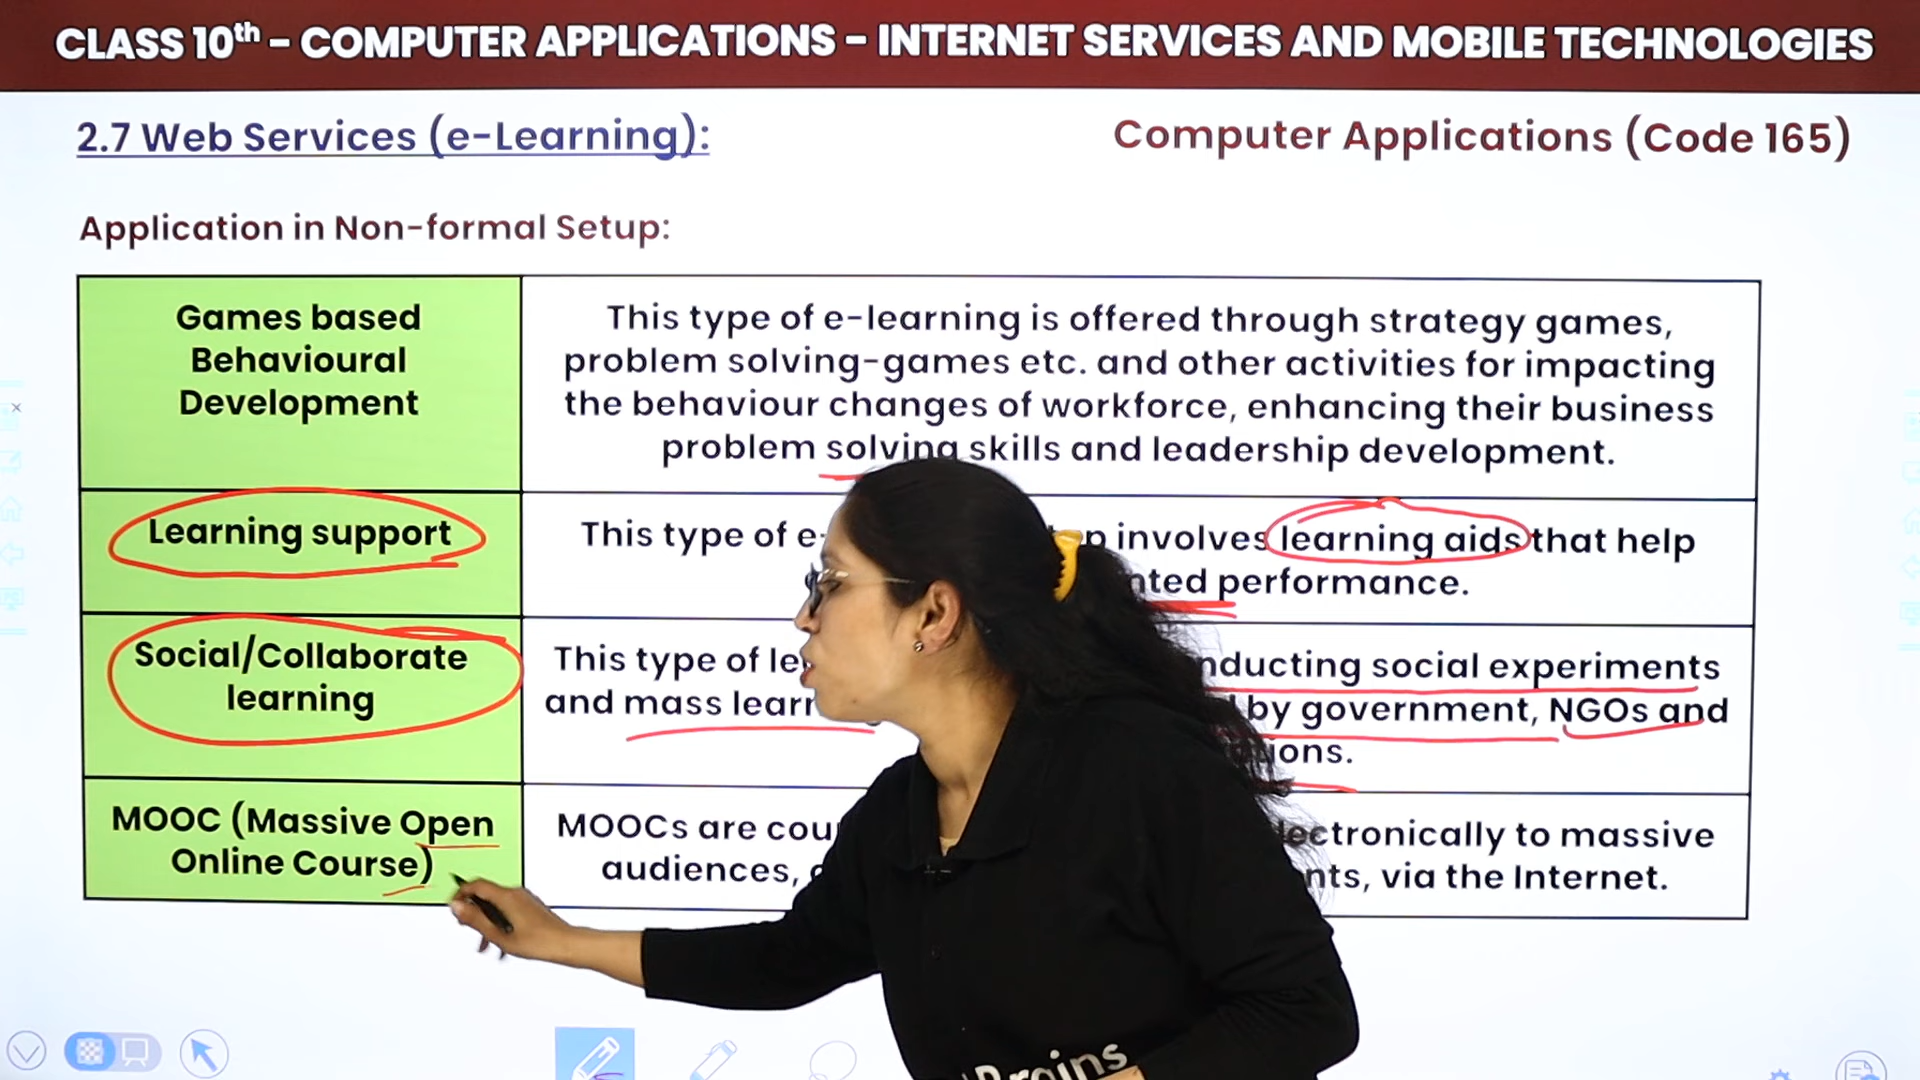 CLASS 10th – COMPUTER APPLICATIONS – INTERNET SERVICES AND MOBILE TECHNOLOGIES
2.7 Web Services (e-Learning):
Computer Applications (Code 165)
Application in Non-formal Setup:
Games based
Behavioural
Development
This type of e-learning is offered through strategy games,
problem solving-games etc. and other activities for impacting
the behaviour changes of workforce, enhancing their business
problem solving skills and leadership development.
Learning support
This type of involves learning aids that help
performance.
Social/Collaborate
learning
This type of social experiments
and mass by government, NGOs and
MOOC (Massive Open
Online Course)
MOOCs are to massive
audiences, via the Internet.